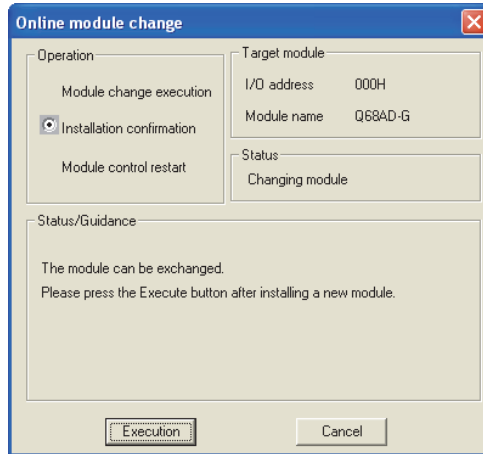 Online module change
Operation
Module change execution
Installation confirmation
Module control restart
Target module
I/O address 000H
Module name Q68AD-G
Status
Changing module
Status/Guidance
The module can be exchanged.
Please press the Execute button after installing a new module.
Execution
Cancel